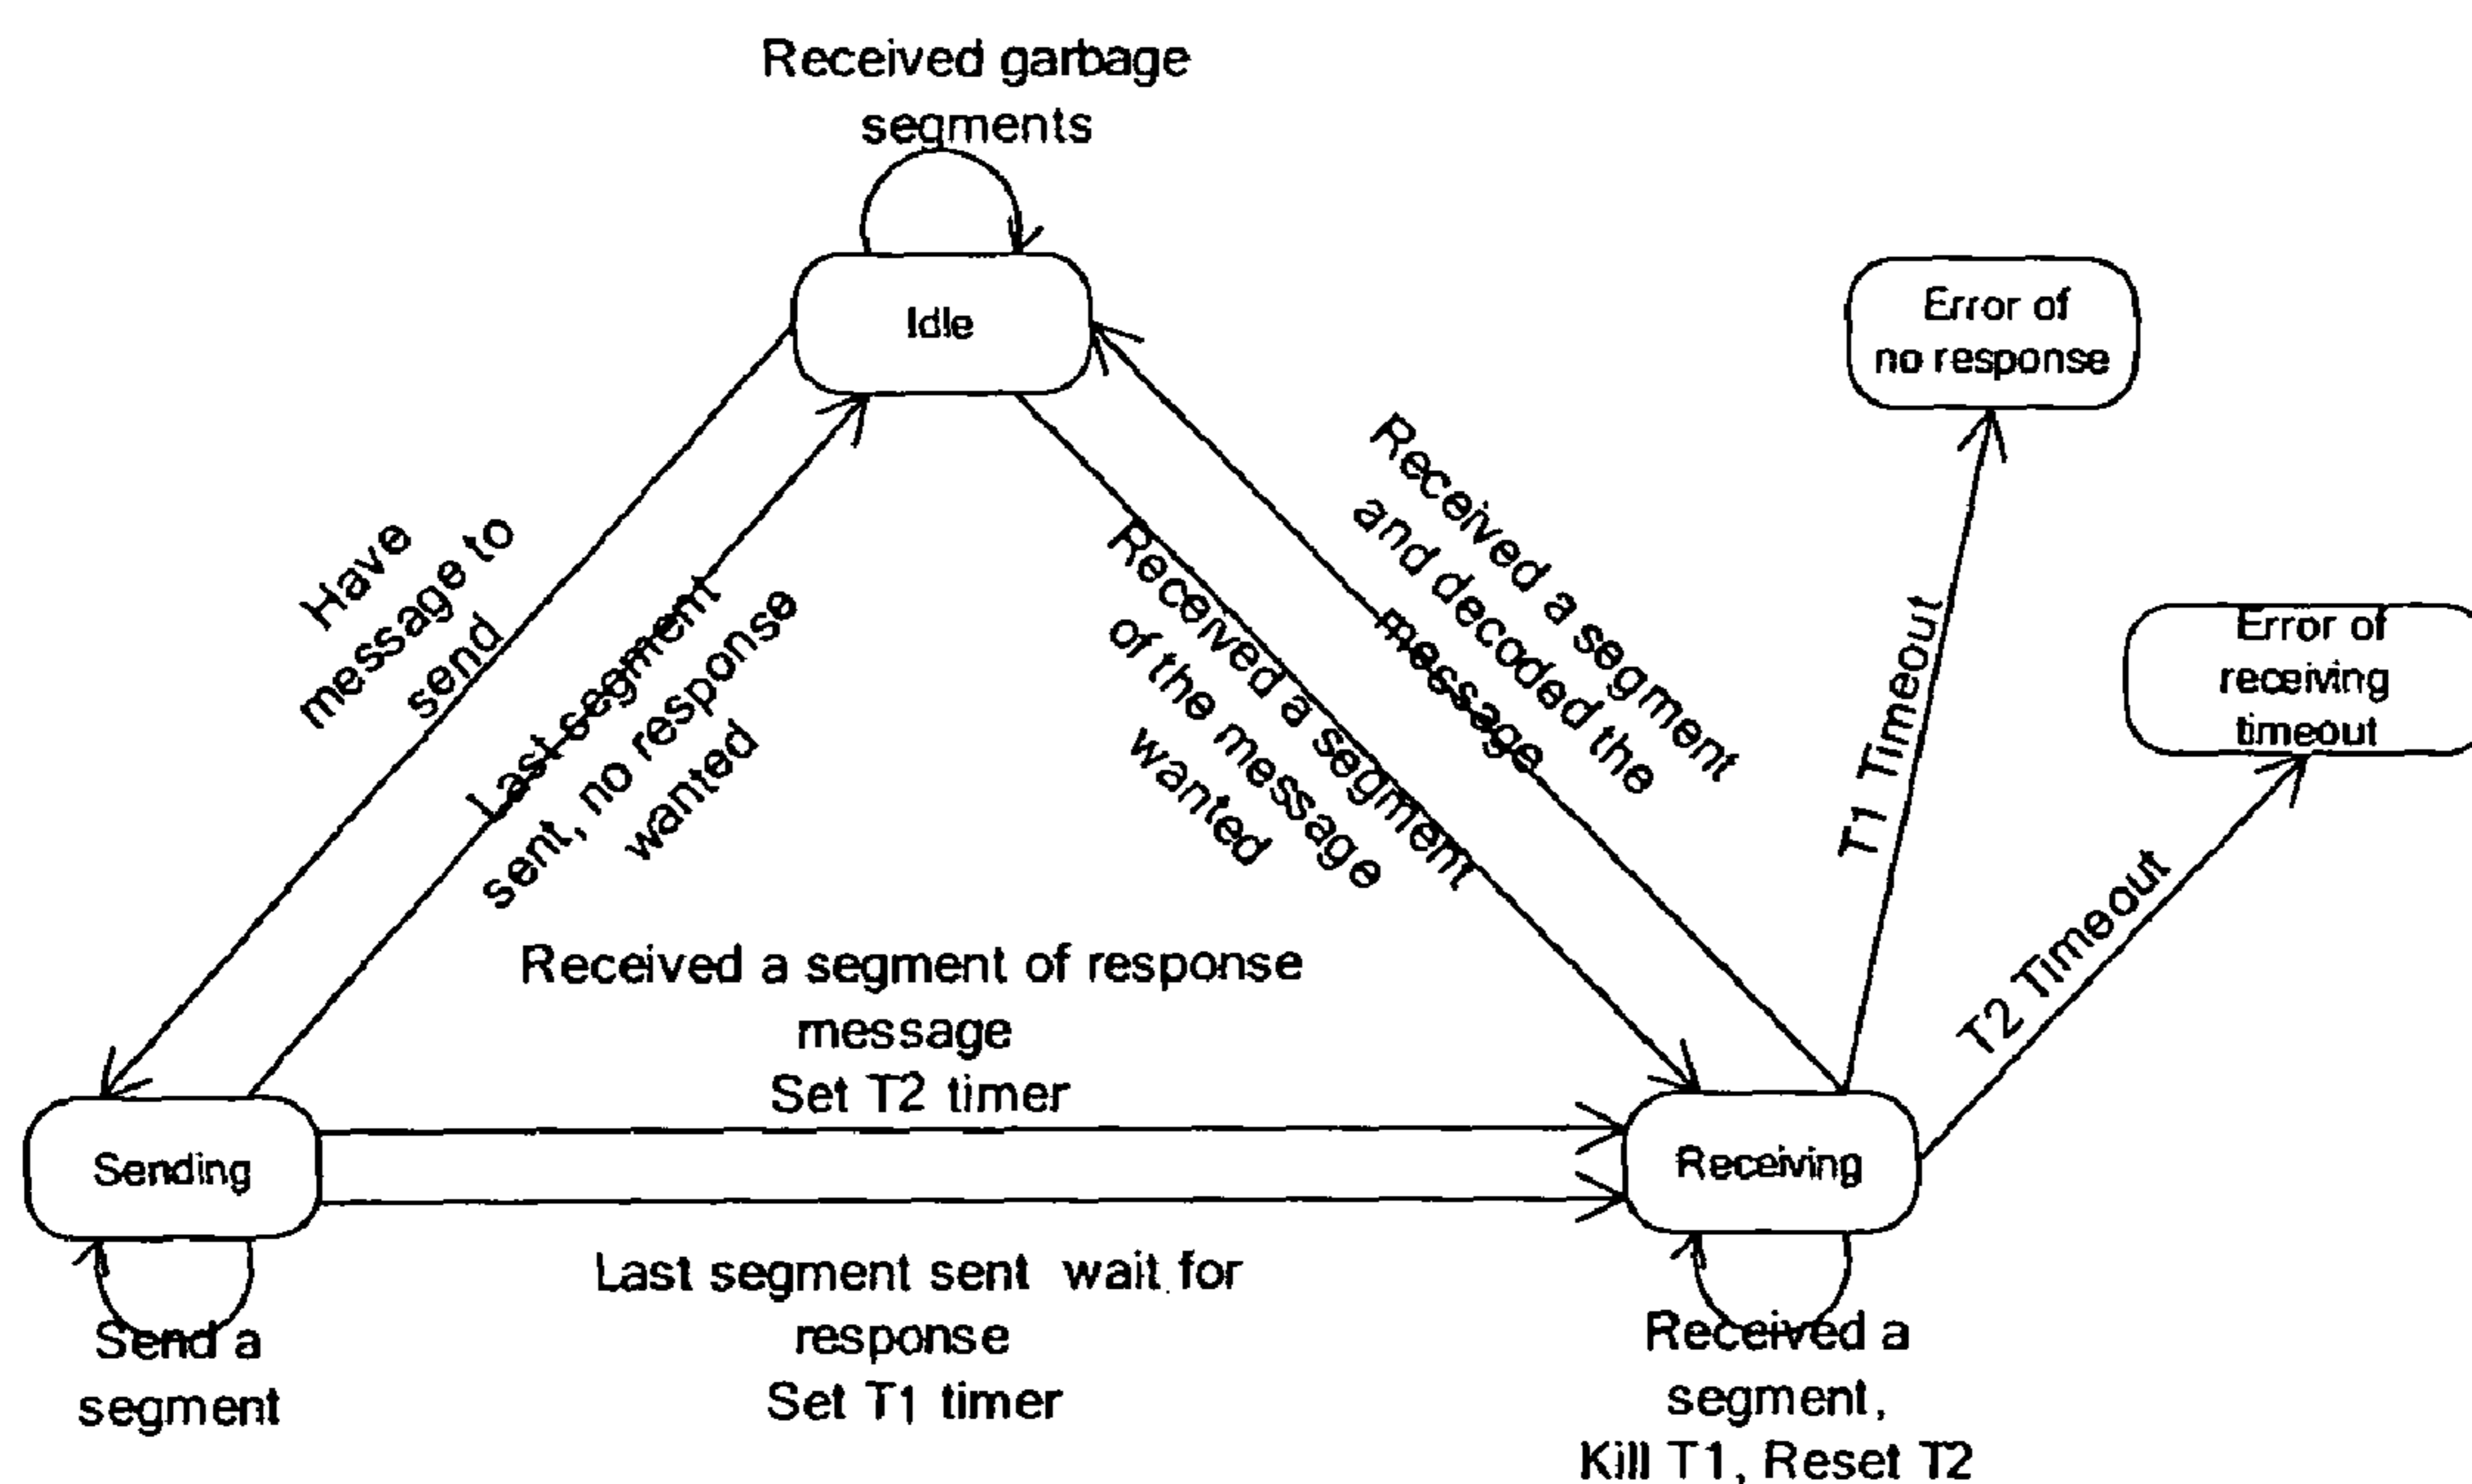 Received garbage
segments
Idle
Error of
no response
Have
message to
send
Last segment
sent, no response
wanted
Received a segment
of the message
wanted
Received a segment
and decoded the
message
T1 Timeout
Error of
receiving
timeout
T2 Timeout
Received a segment of response
message
Set T2 timer
Sending
Receiving
Last segment sent wait for
response
Set T1 timer
Send a
segment
Received a
segment,
Kill T1, Reset T2